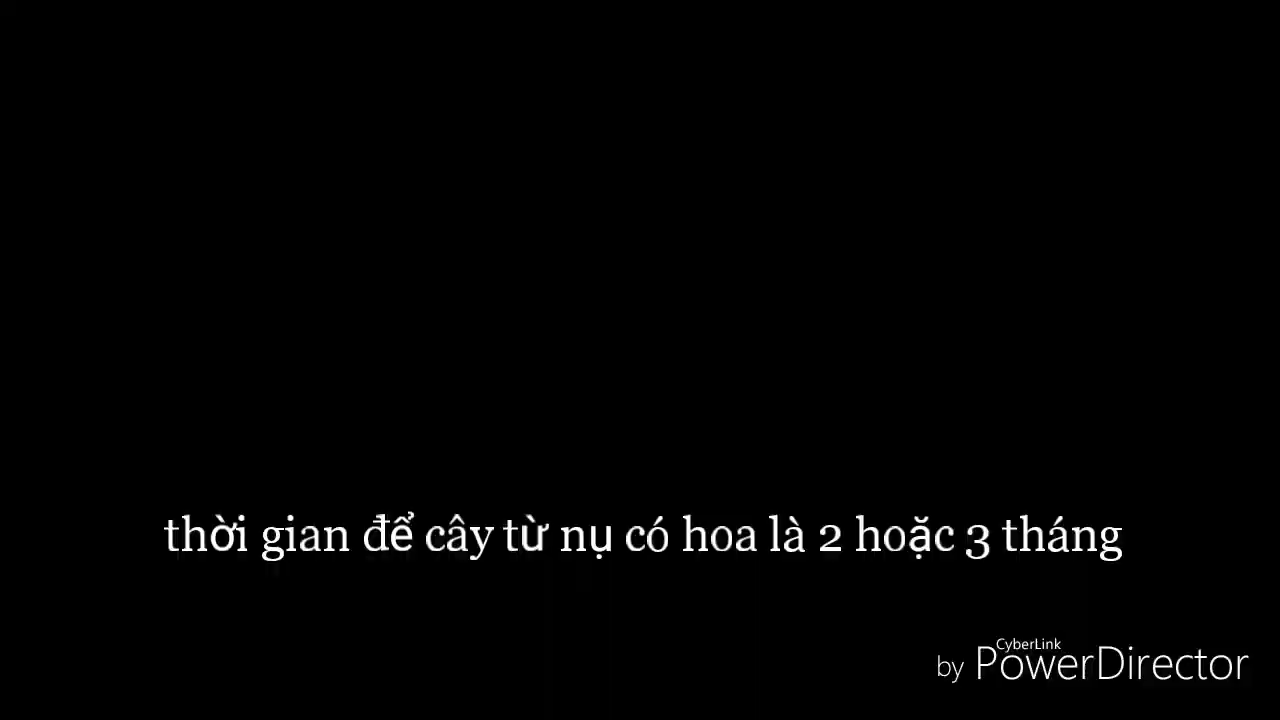 thời gian để cây từ nụ có hoa là 2 hoặc 3 tháng
CyberLink
by PowerDirector